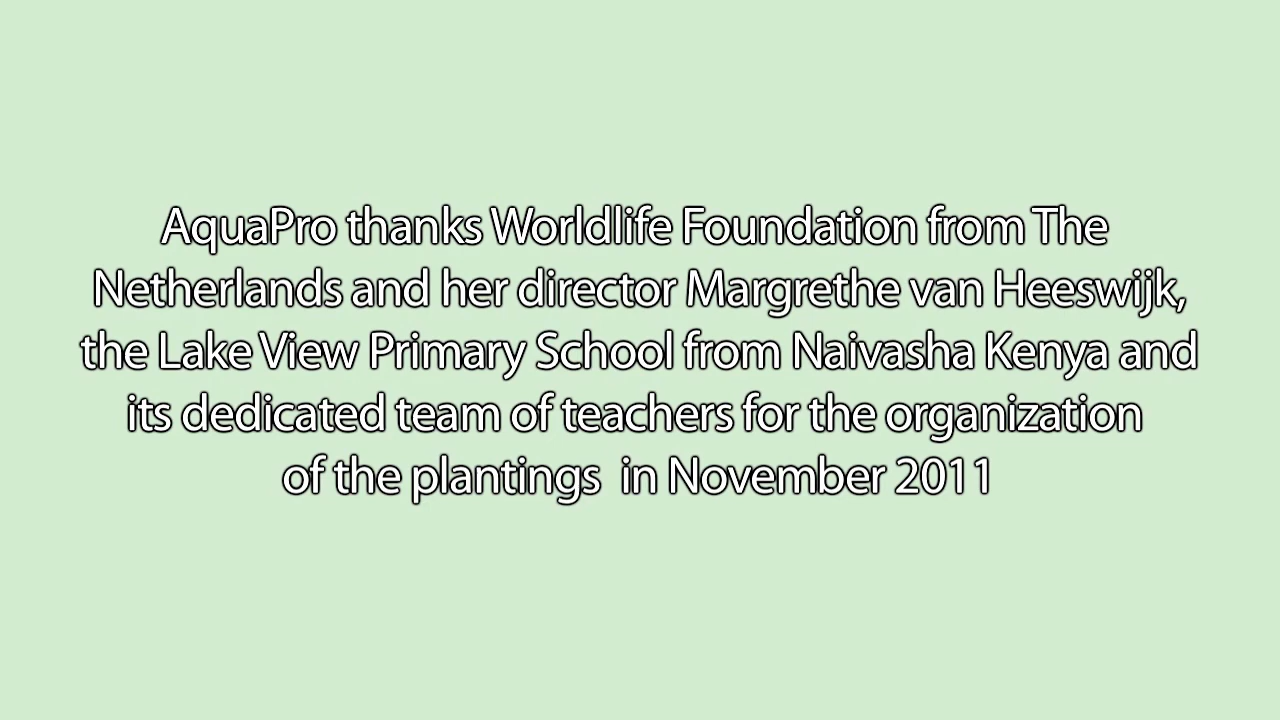 AquaPro thanks Worldlife Foundation from The
Netherlands and her director Margrethe van Heeswijk,
the Lake View Primary School from Naivasha Kenya and
its dedicated team of teachers for the organization
of the plantings  in November 2011